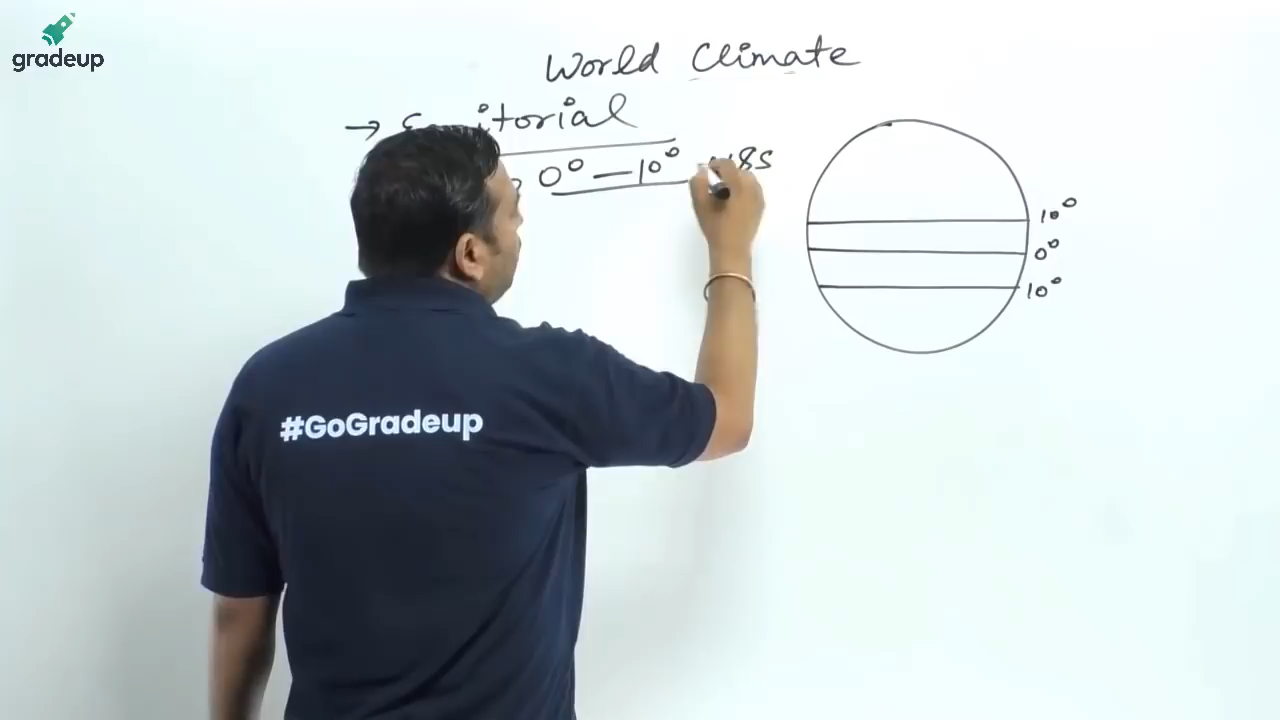 gradeup
World Climate
→ itorial
0° — 10°
10°
0°
10°
#GoGradeup